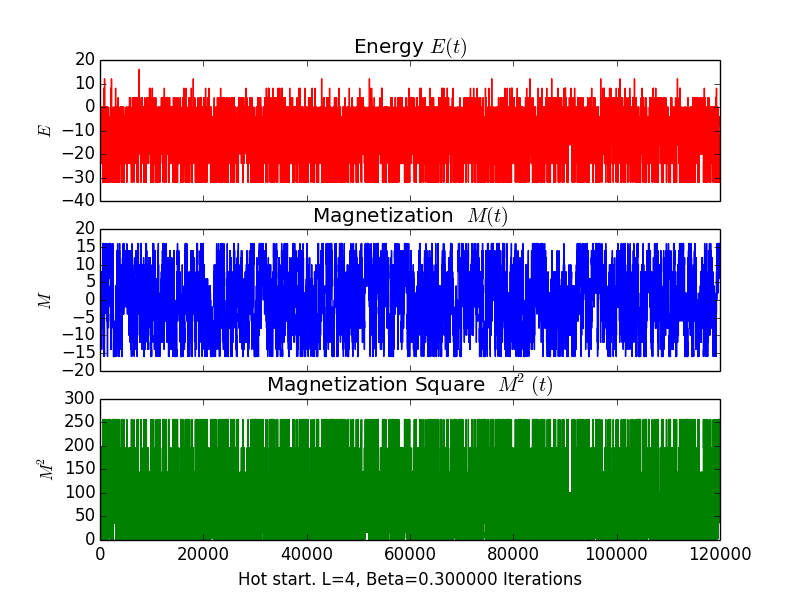 Energy E(t)
20
10
0
−10
−20
−30
−40
E
Magnetization M(t)
20
15
10
5
0
−5
−10
−15
−20
M
Magnetization Square M² (t)
300
250
200
150
100
50
0
M²
0 20000 40000 60000 80000 100000 120000
Hot start. L=4, Beta=0.300000 Iterations